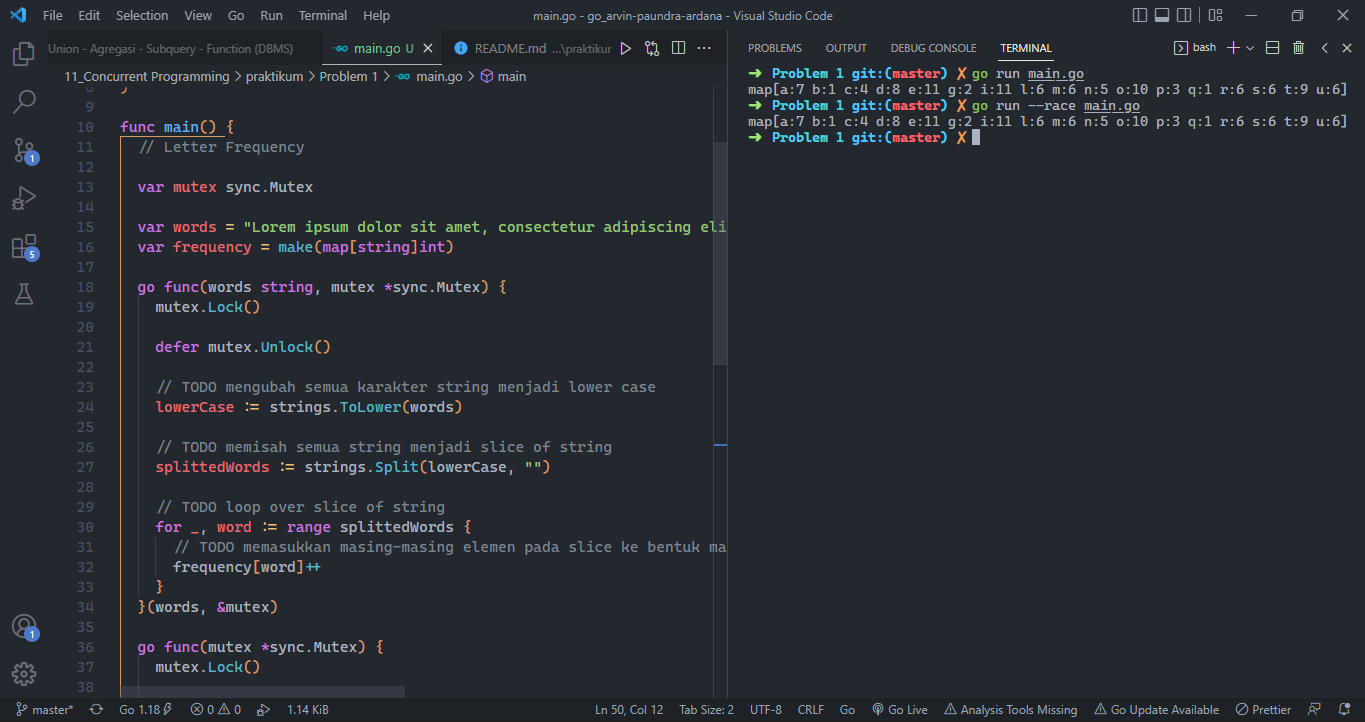 File Edit Selection View Go Run Terminal Help
main.go - go_arvin-paundra-ardana - Visual Studio Code
Union - Agregasi - Subquery - Function (DBMS)
main.go U
README.md ...\praktikur
11_Concurrent Programming > praktikum > Problem 1 > main.go > main
8 }
9
10 func main() {
11 // Letter Frequency
12
13 var mutex sync.Mutex
14
15 var words = "Lorem ipsum dolor sit amet, consectetur adipiscing eli
16 var frequency = make(map[string]int)
17
18 go func(words string, mutex *sync.Mutex) {
19 mutex.Lock()
20
21 defer mutex.Unlock()
22
23 // TODO mengubah semua karakter string menjadi lower case
24 lowerCase := strings.ToLower(words)
25
26 // TODO memisah semua string menjadi slice of string
27 splittedWords := strings.Split(lowerCase, "")
28
29 // TODO loop over slice of string
30 for _, word := range splittedWords {
31 // TODO memasukkan masing-masing elemen pada slice ke bentuk ma
32 frequency[word]++
33 }
34 }(words, &mutex)
35
36 go func(mutex *sync.Mutex) {
37 mutex.Lock()
38
PROBLEMS OUTPUT DEBUG CONSOLE TERMINAL
bash
➜ Problem 1 git:(master) ✗ go run main.go
map[a:7 b:1 c:4 d:8 e:11 g:2 i:11 l:6 m:6 n:5 o:10 p:3 q:1 r:6 s:6 t:9 u:6]
➜ Problem 1 git:(master) ✗ go run --race main.go
map[a:7 b:1 c:4 d:8 e:11 g:2 i:11 l:6 m:6 n:5 o:10 p:3 q:1 r:6 s:6 t:9 u:6]
➜ Problem 1 git:(master) ✗
1
5
1
master* Go 1.18 0 0 1.14 KiB Ln 50, Col 12 Tab Size: 2 UTF-8 CRLF Go Go Live Analysis Tools Missing Go Update Available Prettier